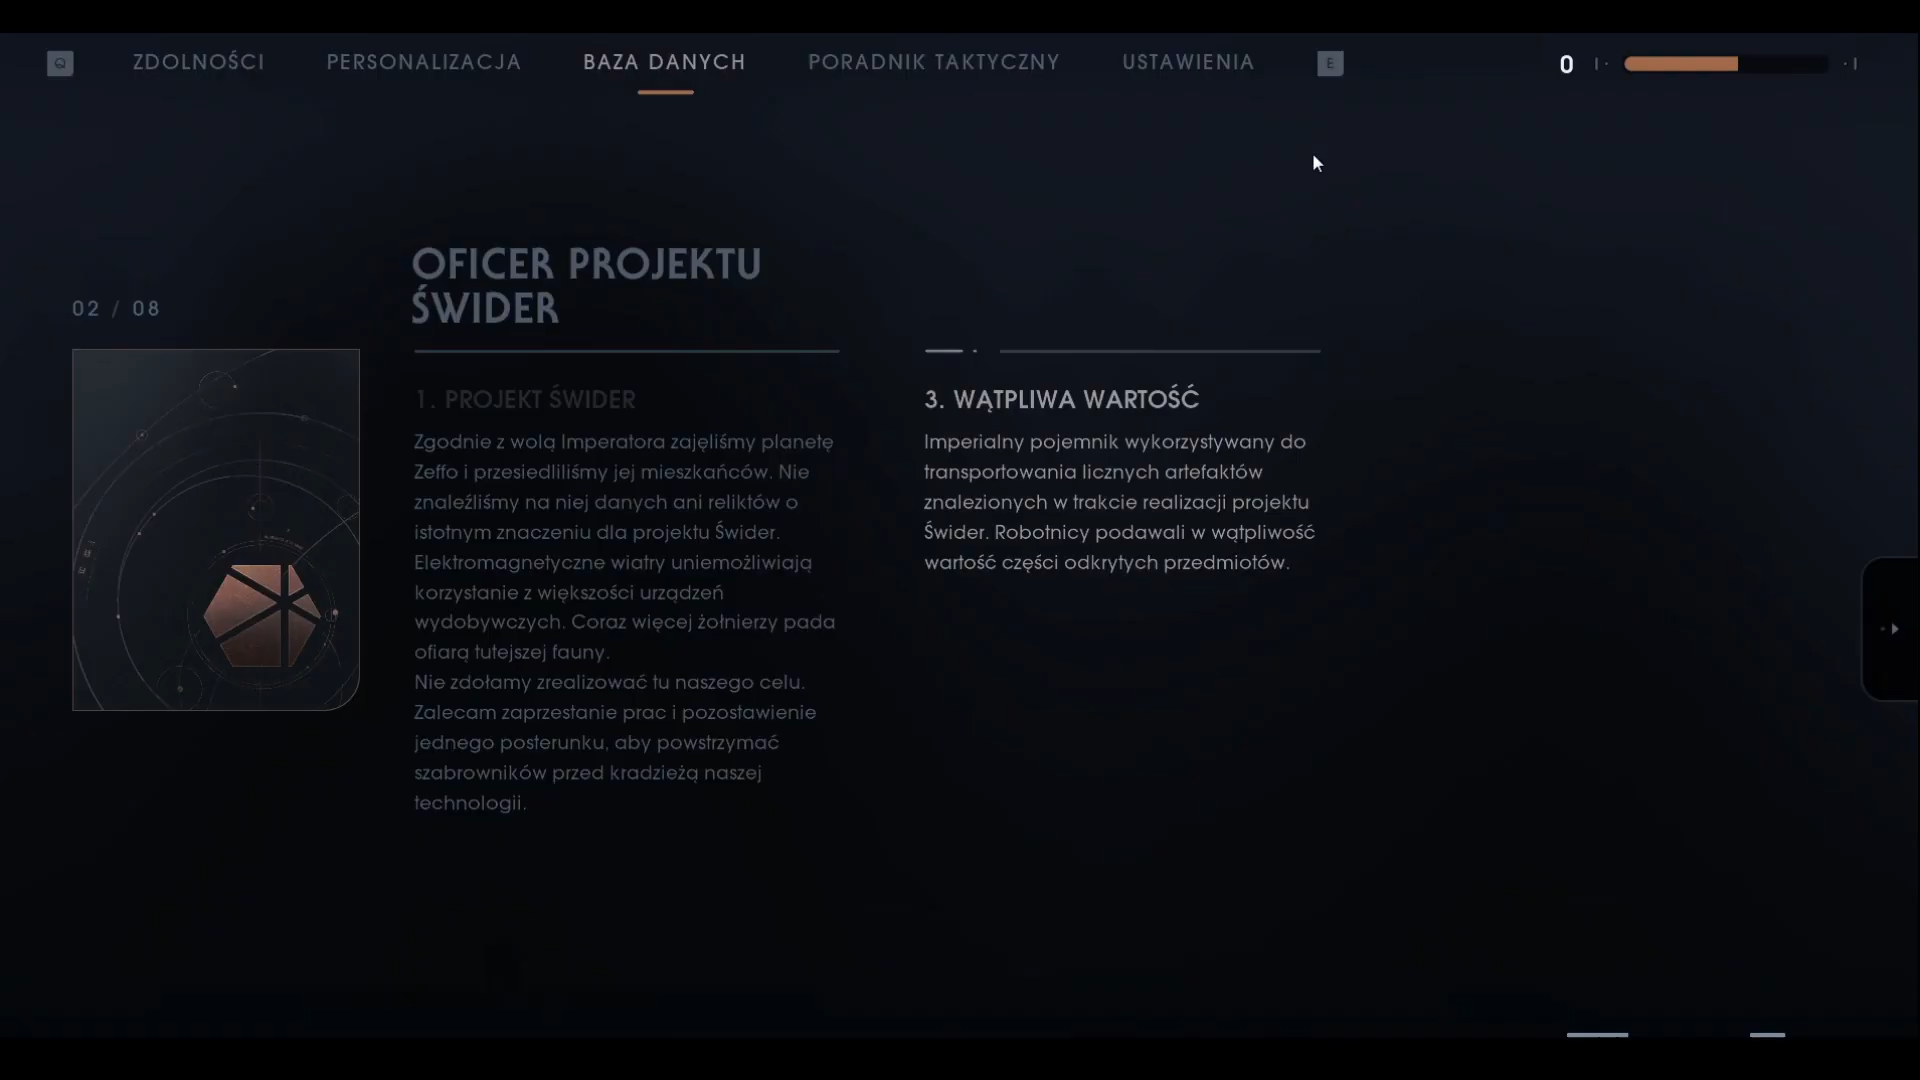 Q ZDOLNOŚCI PERSONALIZACJA BAZA DANYCH PORADNIK TAKTYCZNY USTAWIENIA E 0
OFICER PROJEKTU
ŚWIDER
02 / 08
1. PROJEKT ŚWIDER
Zgodnie z wolą Imperatora zajęliśmy planetę
Zeffo i przesiedliliśmy jej mieszkańców. Nie
znaleźliśmy na niej danych ani reliktów o
istotnym znaczeniu dla projektu Świder.
Elektromagnetyczne wiatry uniemożliwiają
korzystanie z większości urządzeń
wydobywczych. Coraz więcej żołnierzy pada
ofiarą tutejszej fauny.
Nie zdołamy zrealizować tu naszego celu.
Zalecam zaprzestanie prac i pozostawienie
jednego posterunku, aby powstrzymać
szabrowników przed kradzieżą naszej
technologii.
3. WĄTPLIWA WARTOŚĆ
Imperialny pojemnik wykorzystywany do
transportowania licznych artefaktów
znalezionych w trakcie realizacji projektu
Świder. Robotnicy podawali w wątpliwość
wartość części odkrytych przedmiotów.